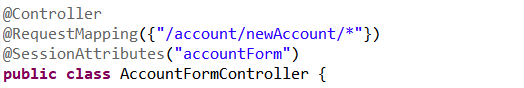 @Controller
@RequestMapping({"/account/newAccount/*"})
@SessionAttributes("accountForm")
public class AccountFormController {